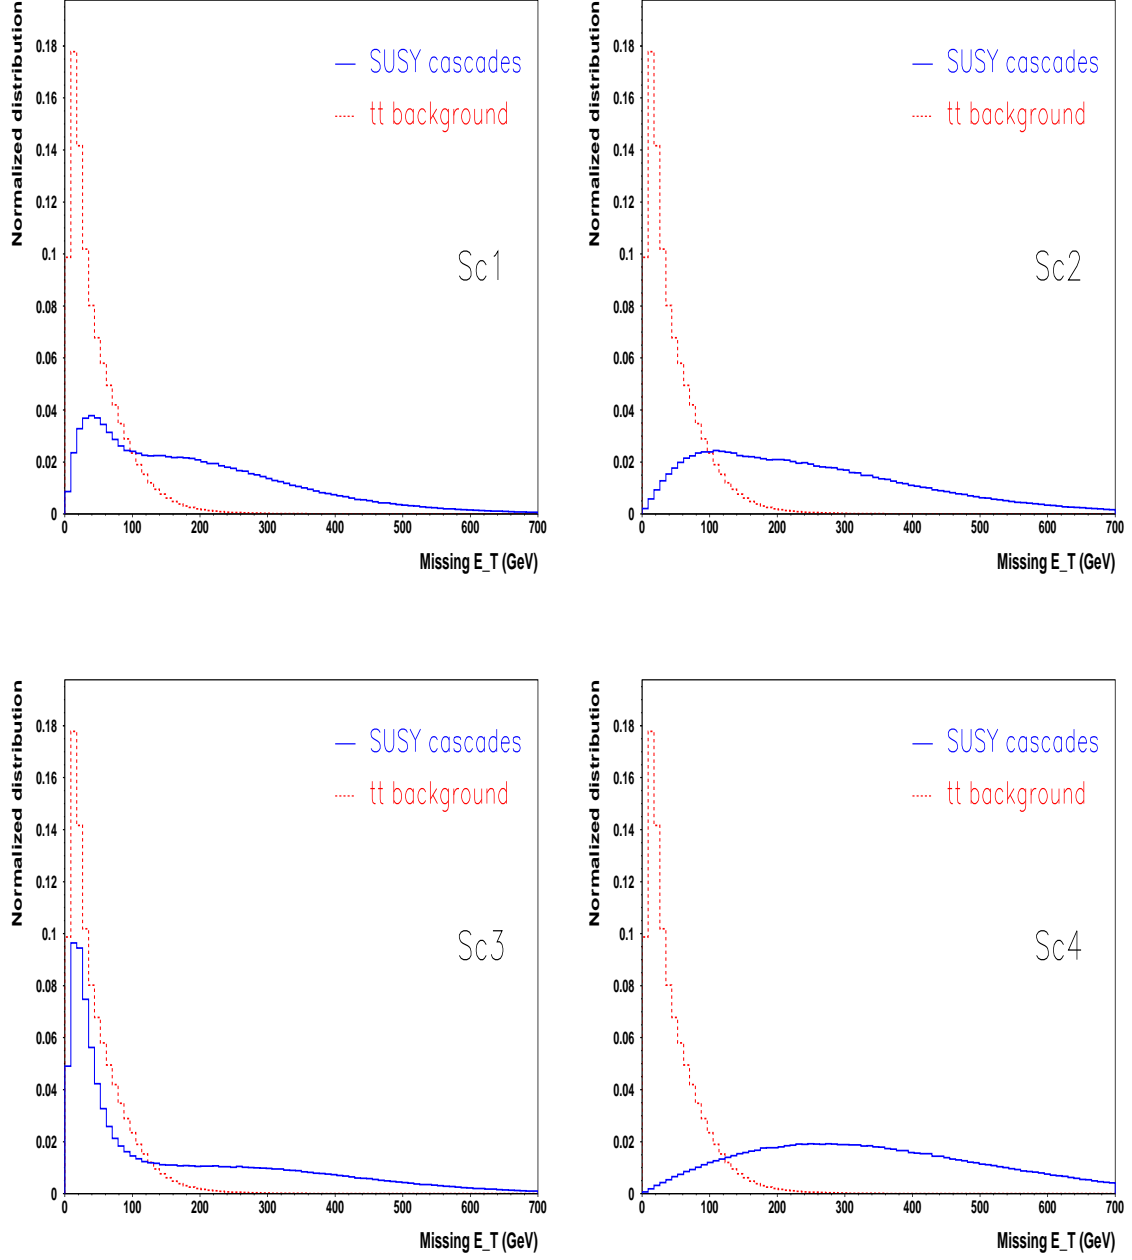 Normalized distribution
0.18
0.16
0.14
0.12
0.1
0.08
0.06
0.04
0.02
0
SUSY cascades
tt background
Sc1
0 100 200 300 400 500 600 700
Missing E_T (GeV)
Normalized distribution
0.18
0.16
0.14
0.12
0.1
0.08
0.06
0.04
0.02
0
SUSY cascades
tt background
Sc2
0 100 200 300 400 500 600 700
Missing E_T (GeV)
Normalized distribution
0.18
0.16
0.14
0.12
0.1
0.08
0.06
0.04
0.02
0
SUSY cascades
tt background
Sc3
0 100 200 300 400 500 600 700
Missing E_T (GeV)
Normalized distribution
0.18
0.16
0.14
0.12
0.1
0.08
0.06
0.04
0.02
0
SUSY cascades
tt background
Sc4
0 100 200 300 400 500 600 700
Missing E_T (GeV)